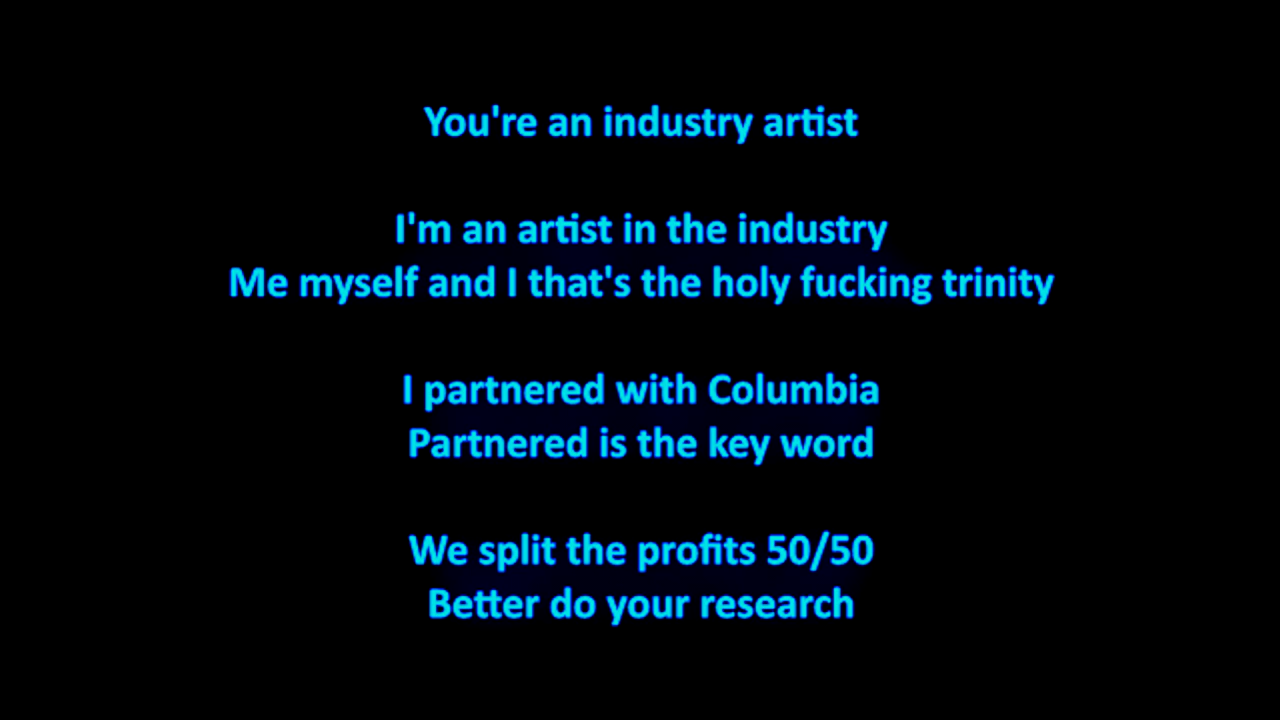 You're an industry artist
I'm an artist in the industry
Me myself and I that's the holy fucking trinity
I partnered with Columbia
Partnered is the key word
We split the profits 50/50
Better do your research